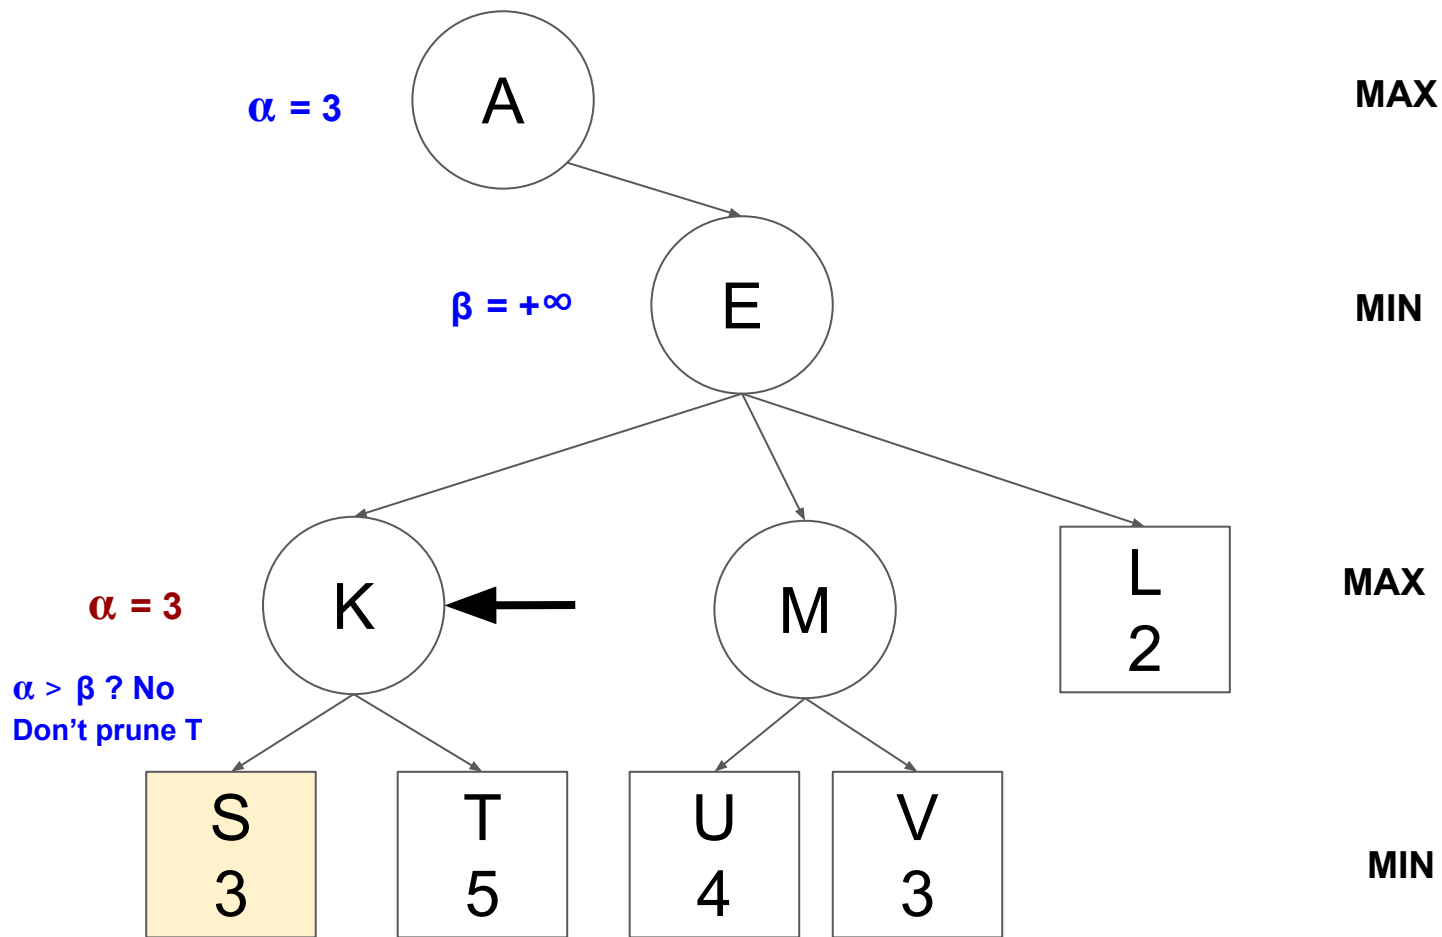 A
α = 3
MAX
E
β = +∞
MIN
K
α = 3
M
L
2
MAX
α > β ? No
Don’t prune T
S
3
T
5
U
4
V
3
MIN